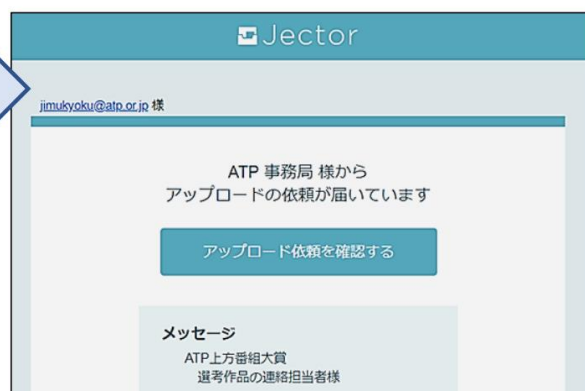 Jector
jimukyoku@atp.or.jp 様
ATP 事務局 様から
アップロードの依頼が届いています
アップロード依頼を確認する
メッセージ
ATP上方番組大賞
選考作品の連絡担当者様